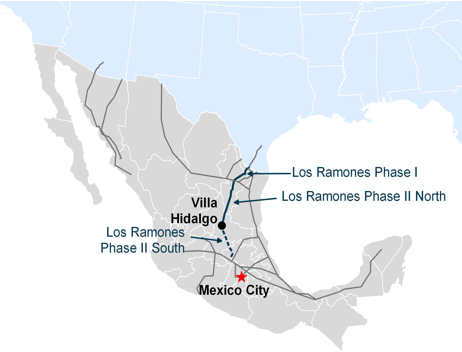 Los Ramones Phase I
Los Ramones Phase II North
Villa
Hidalgo
Los Ramones
Phase II South
Mexico City